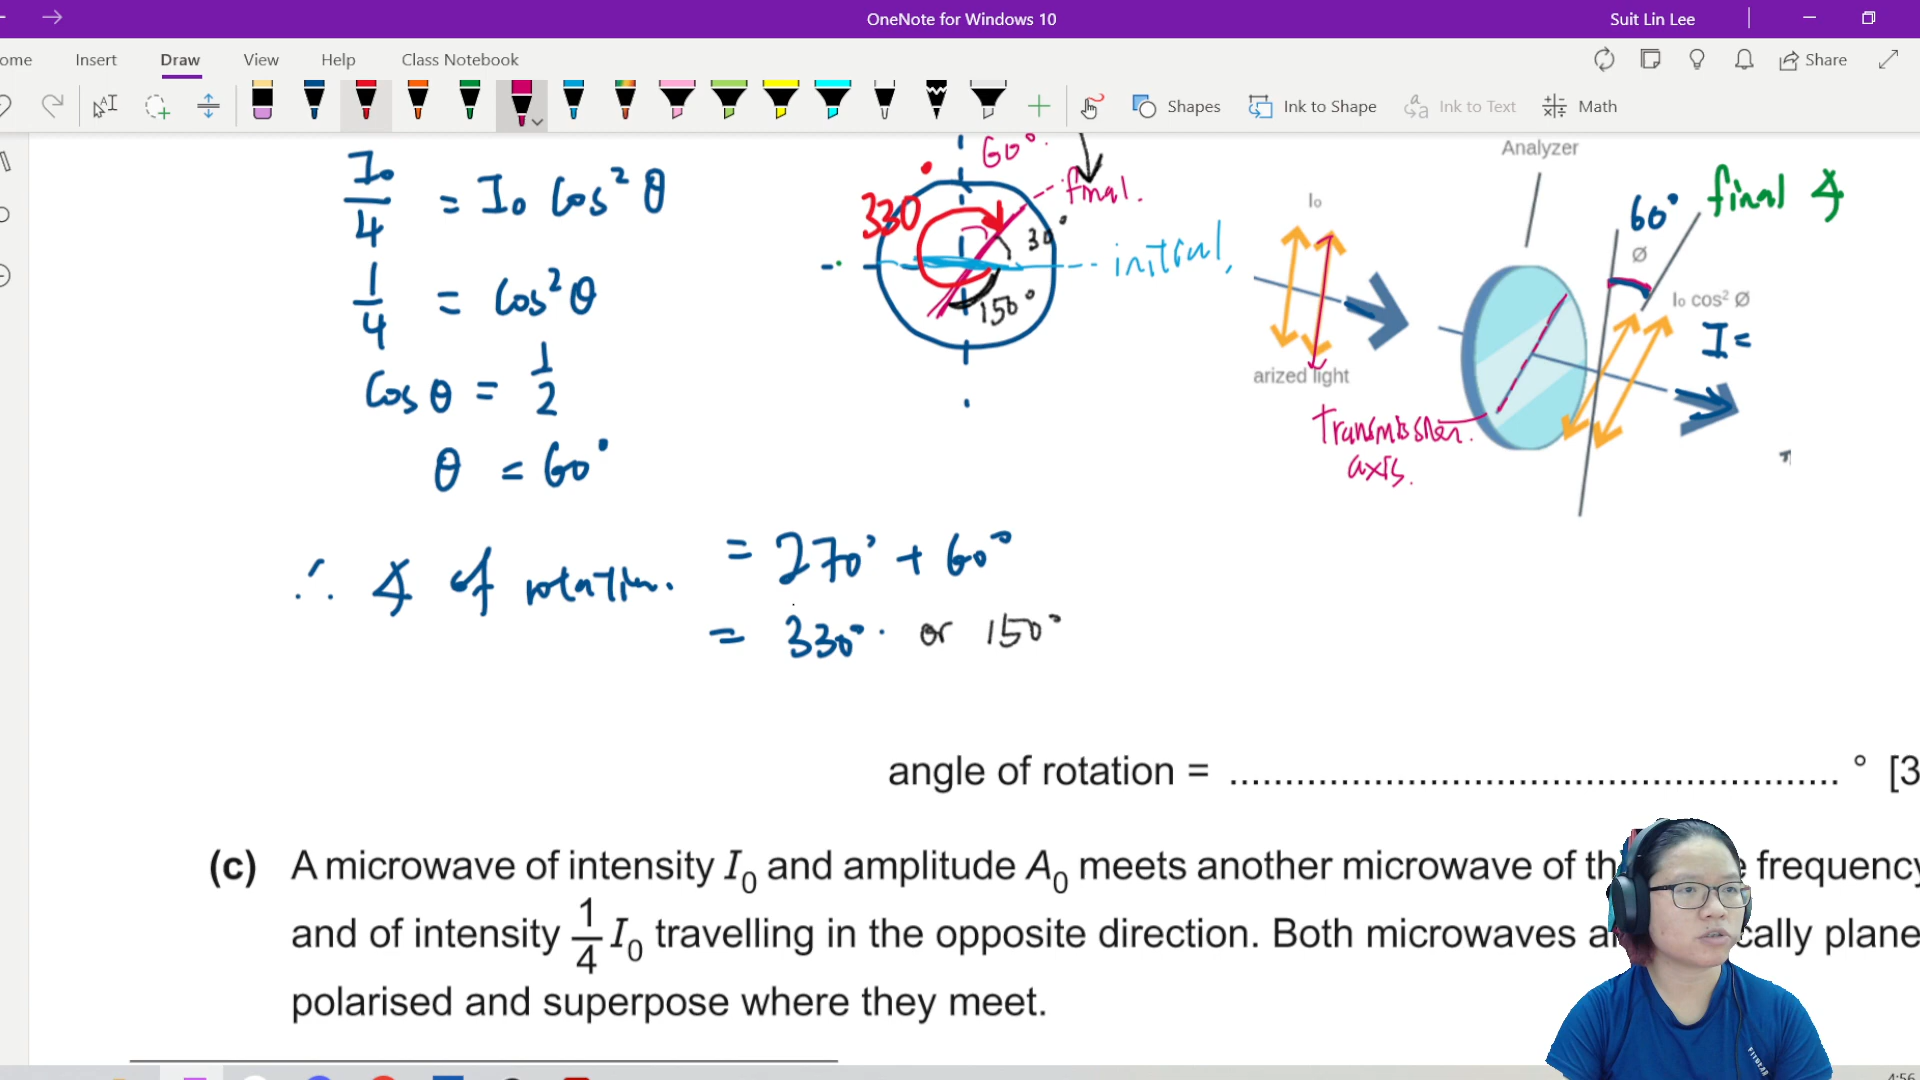 OneNote for Windows 10
Suit Lin Lee
ome Insert Draw View Help Class Notebook Share
Shapes Ink to Shape Ink to Text Math
I₀/4 = I₀ cos² θ
1/4 = cos² θ
cos θ = 1/2
θ = 60°
∴ ∡ of rotation. = 270° + 60°
= 330° or 150°
60°.
final.
330
30°
initial,
150°
I₀
arized light
Transmission axis.
Analyzer
60°
final ∡
Ø
I₀ cos² Ø
I =
angle of rotation = ................................................... ° [3
(c) A microwave of intensity I₀ and amplitude A₀ meets another microwave of th frequency
and of intensity 1/4 I₀ travelling in the opposite direction. Both microwaves a cally plane
polarised and superpose where they meet.
4:56